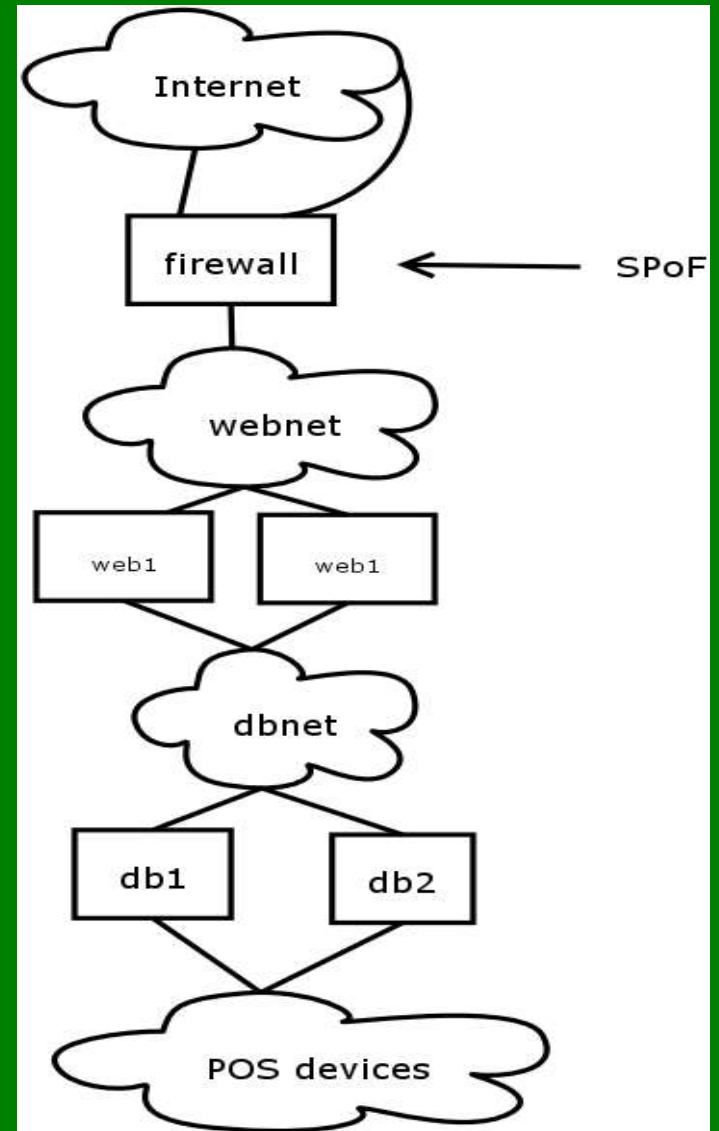 Internet
firewall
SPoF
webnet
web1
web1
dbnet
db1
db2
POS devices